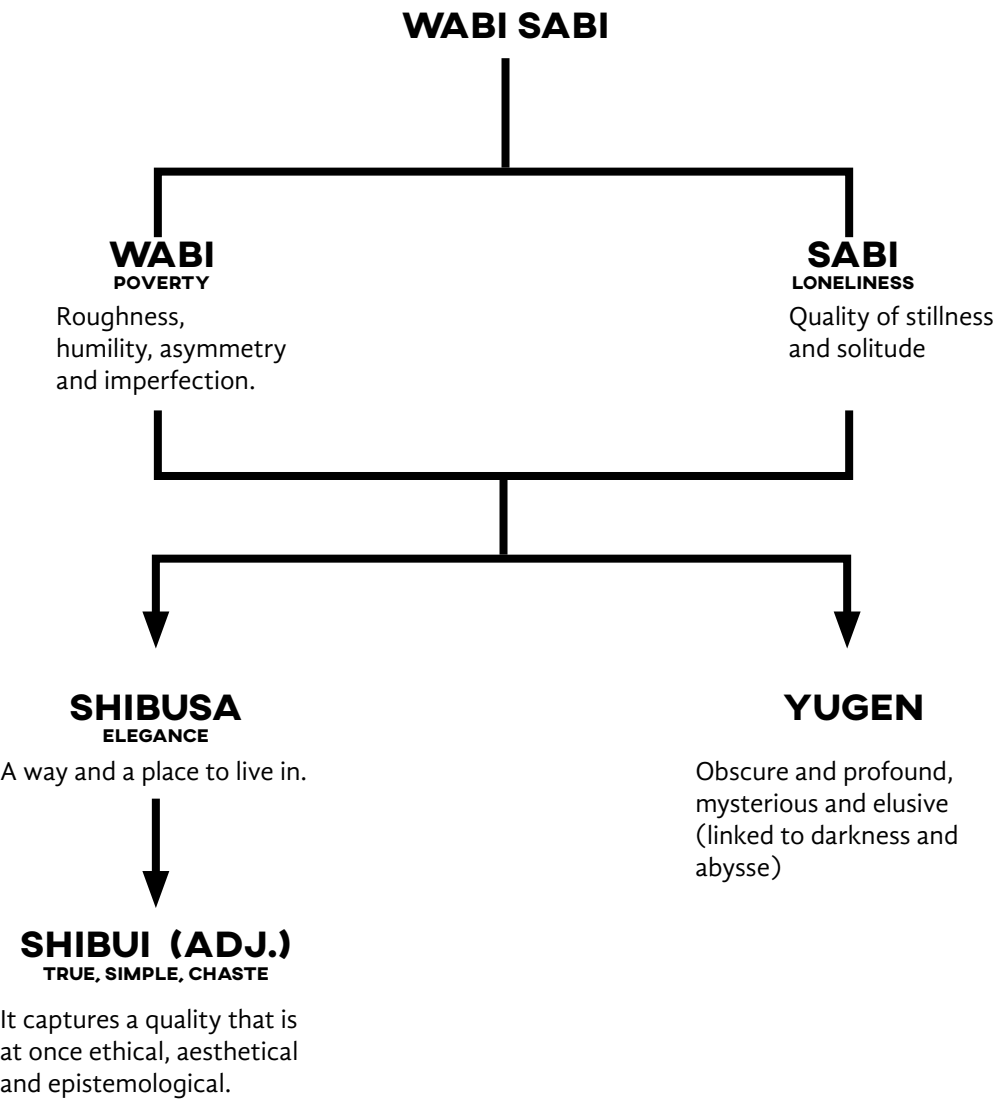 WABI SABI
WABI
POVERTY
Roughness,
humility, asymmetry
and imperfection.
SABI
LONELINESS
Quality of stillness
and solitude
SHIBUSA
ELEGANCE
A way and a place to live in.
YUGEN
Obscure and profound,
mysterious and elusive
(linked to darkness and
abysse)
SHIBUI (ADJ.)
TRUE, SIMPLE, CHASTE
It captures a quality that is
at once ethical, aesthetical
and epistemological.